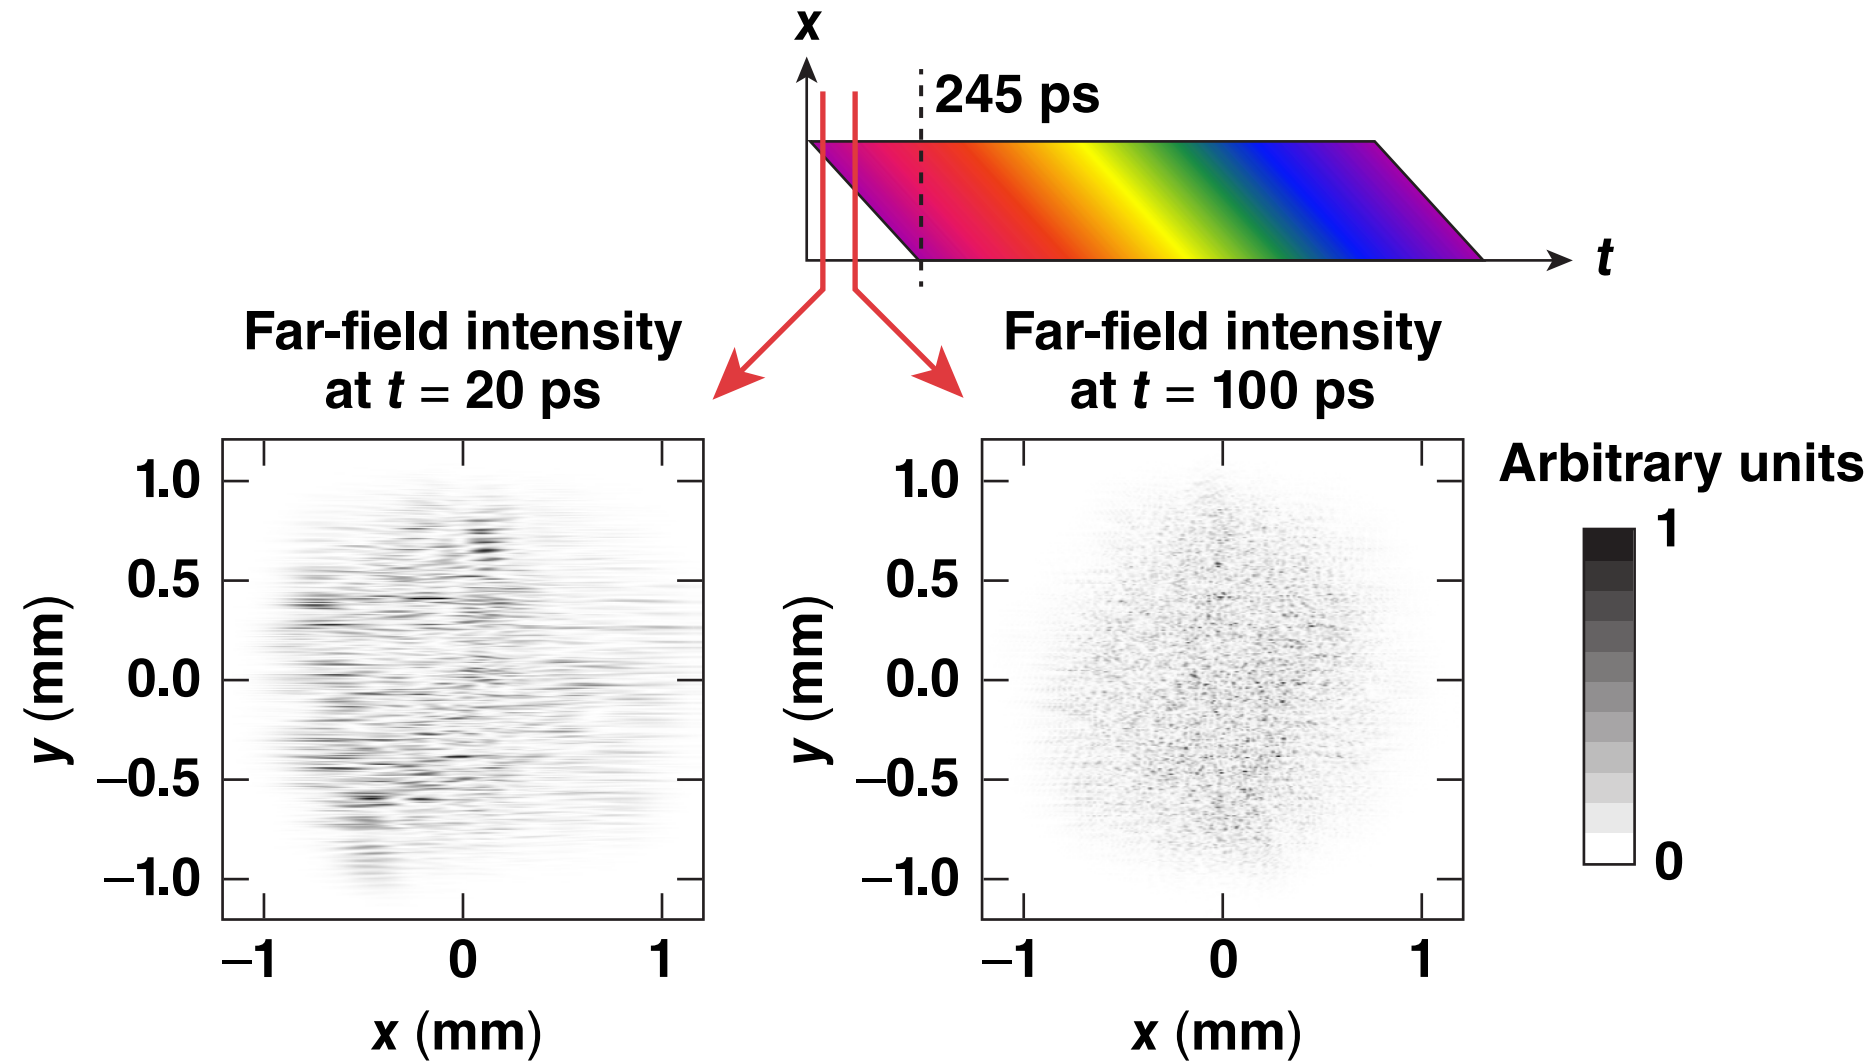 x
245 ps
t
Far-field intensity
at t = 20 ps
Far-field intensity
at t = 100 ps
Arbitrary units
1
0
y (mm)
1.0
0.5
0.0
–0.5
–1.0
–1
0
1
x (mm)
y (mm)
1.0
0.5
0.0
–0.5
–1.0
–1
0
1
x (mm)